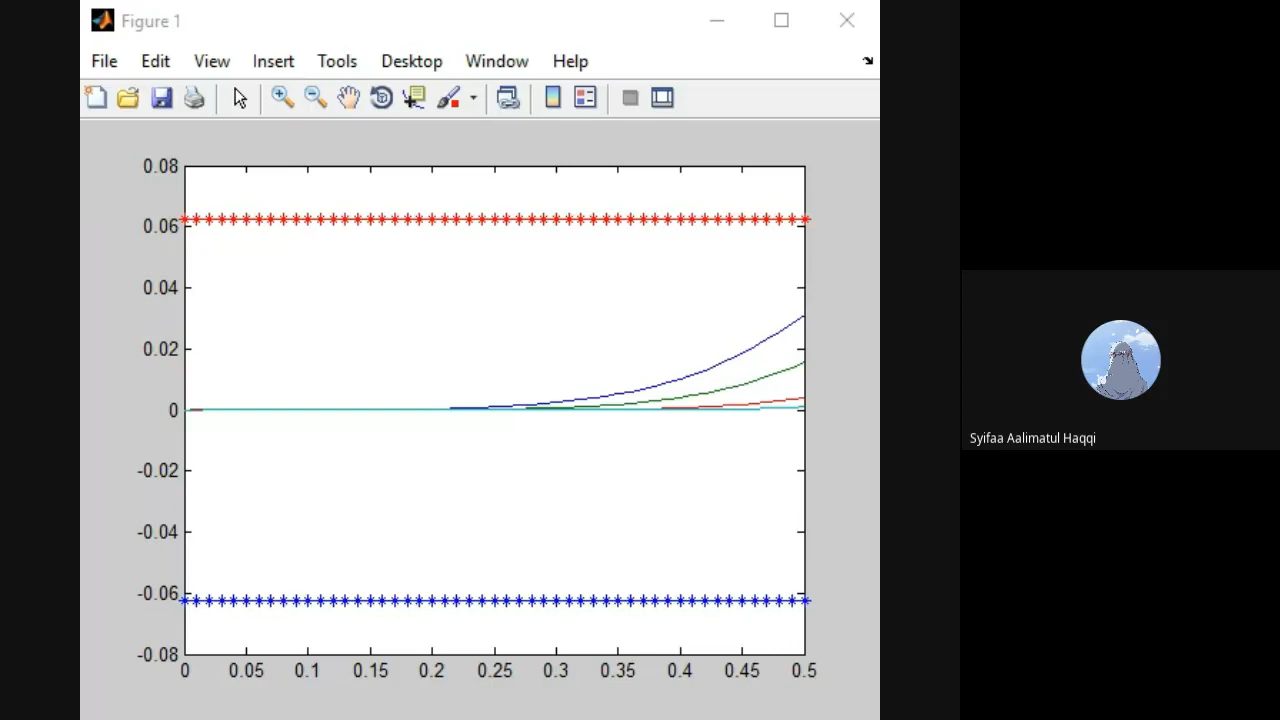 Figure 1
File Edit View Insert Tools Desktop Window Help
0.08
0.06
0.04
0.02
0
-0.02
-0.04
-0.06
-0.08
0 0.05 0.1 0.15 0.2 0.25 0.3 0.35 0.4 0.45 0.5
Syifaa Aalimatul Haqqi